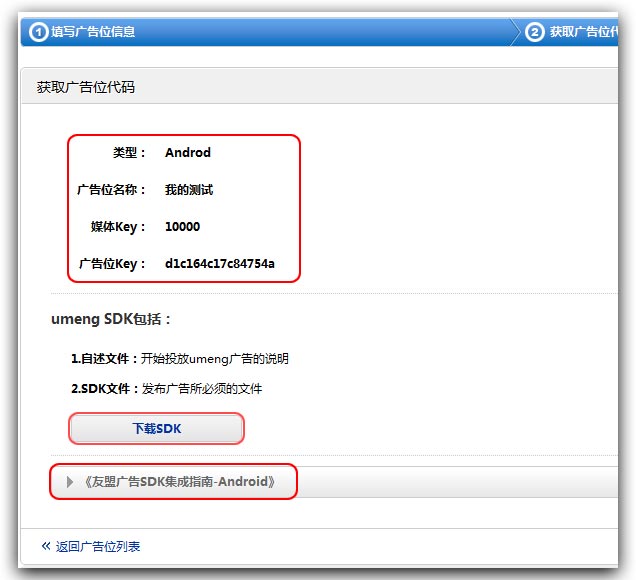 1 填写广告位信息
2 获取广告位代
获取广告位代码
类型： Androd
广告位名称： 我的测试
媒体Key： 10000
广告位Key： d1c164c17c84754a
umeng SDK包括：
1.自述文件：开始投放umeng广告的说明
2.SDK文件：发布广告所必须的文件
下载SDK
《友盟广告SDK集成指南-Android》
« 返回广告位列表